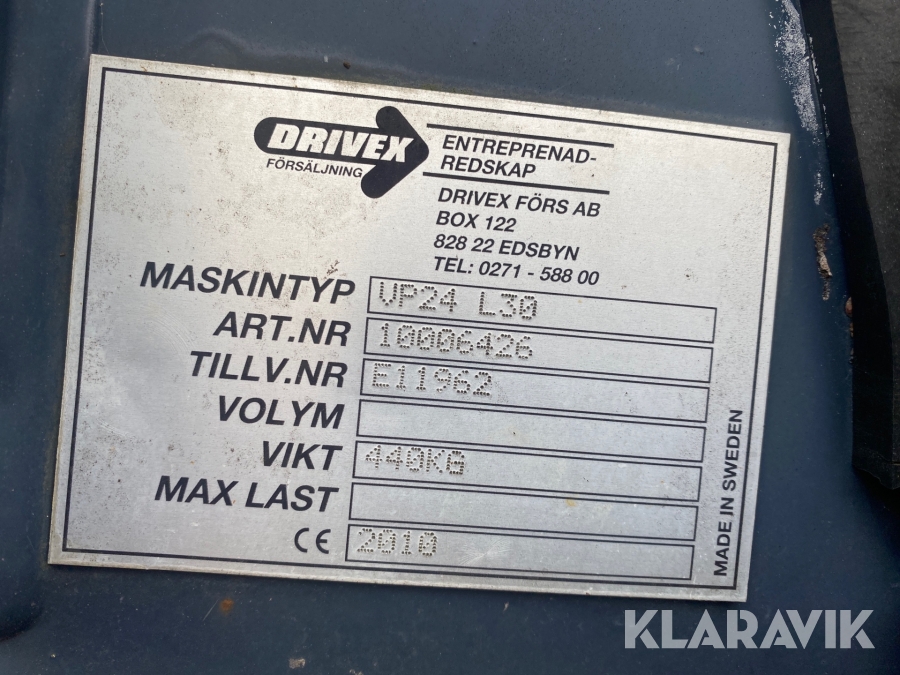 DRIVEX
FÖRSÄLJNING
ENTREPRENAD-
REDSKAP
DRIVEX FÖRS AB
BOX 122
828 22 EDSBYN
TEL: 0271 - 588 00
MASKINTYP VP24 L30
ART.NR 10006426
TILLV.NR E11962
VOLYM
VIKT 440KG
MAX LAST
CE 2010
MADE IN SWEDEN
KLARAVIK